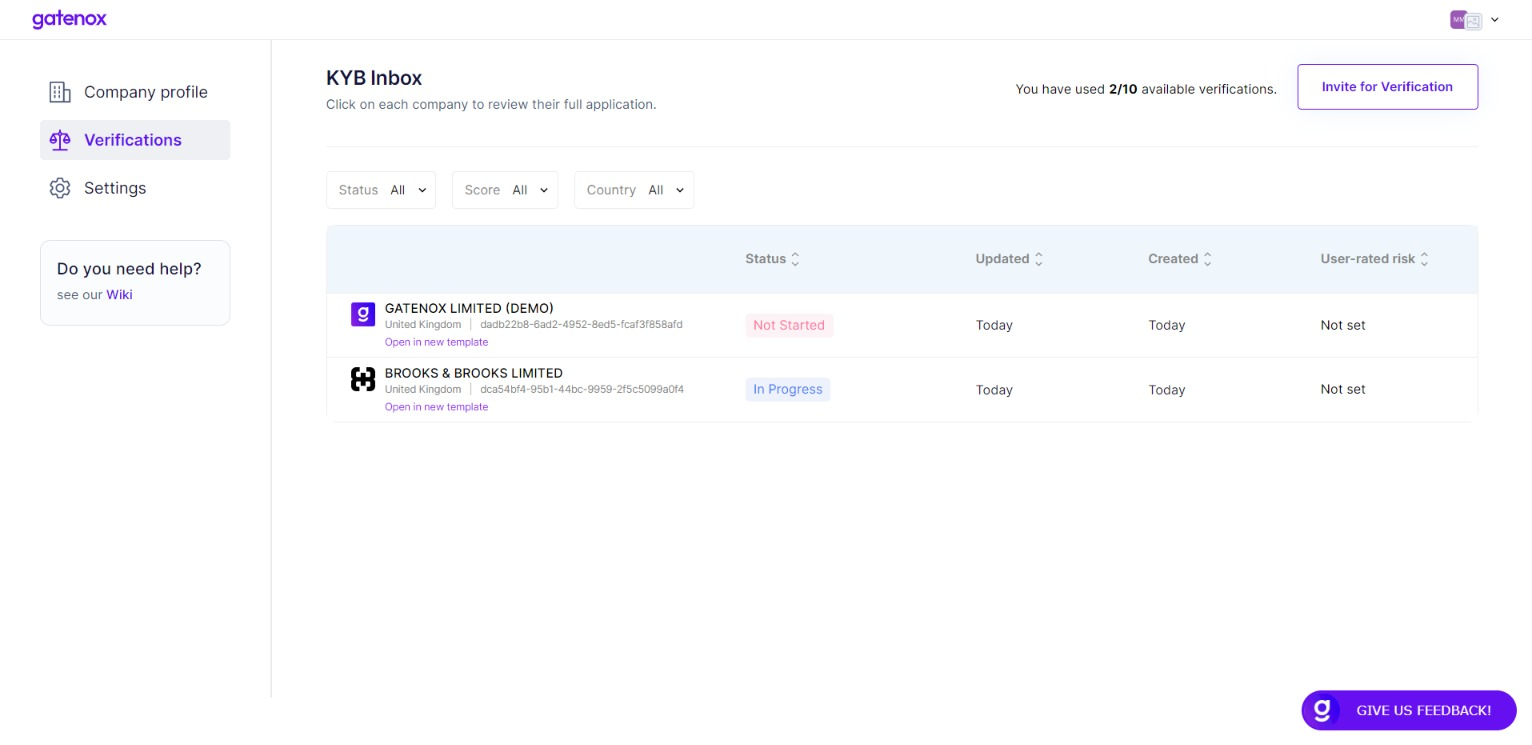 gatenox
MM
Company profile
Verifications
Settings
Do you need help?
see our Wiki
KYB Inbox
Click on each company to review their full application.
You have used 2/10 available verifications.
Invite for Verification
Status All
Score All
Country All
Status Updated Created User-rated risk
g
GATENOX LIMITED (DEMO)
United Kingdom | dadb22b8-6ad2-4952-8ed5-fcaf3f858afd
Open in new template
Not Started Today Today Not set
BROOKS & BROOKS LIMITED
United Kingdom | dca54bf4-95b1-44bc-9959-2f5c5099a0f4
Open in new template
In Progress Today Today Not set
g GIVE US FEEDBACK!